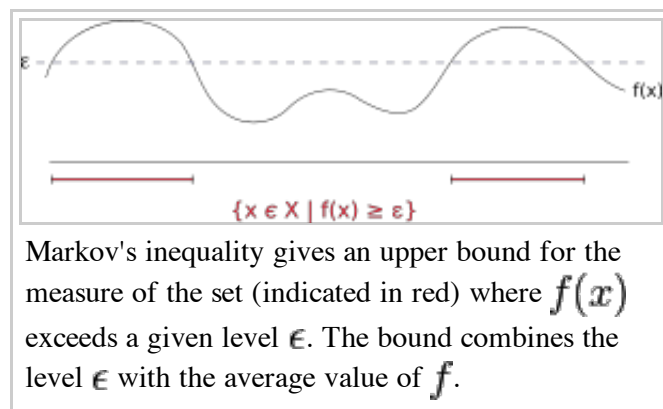 ε
f(x)
{x ϵ X | f(x) ≥ ε}
Markov's inequality gives an upper bound for the
measure of the set (indicated in red) where f(x)
exceeds a given level ϵ. The bound combines the
level ϵ with the average value of f.